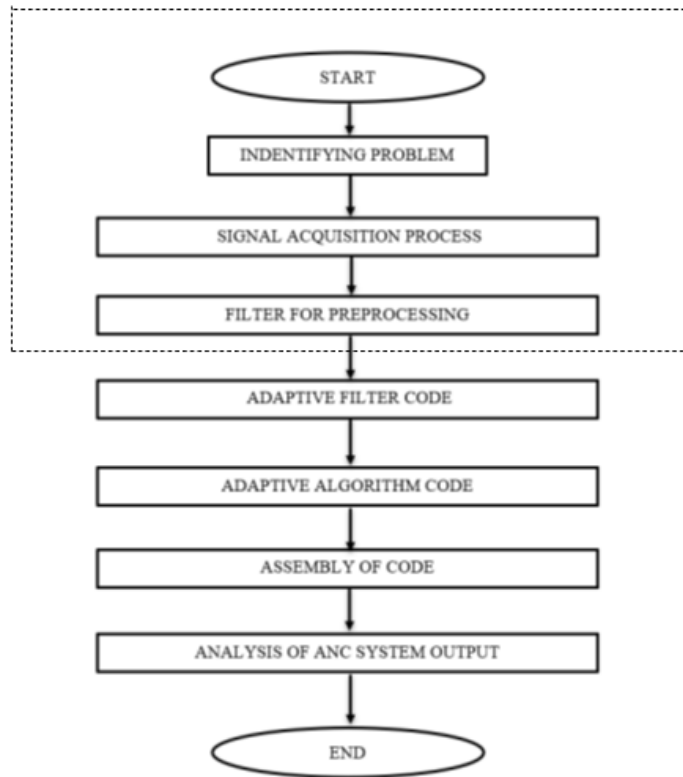 START
INDENTIFYING PROBLEM
SIGNAL ACQUISITION PROCESS
FILTER FOR PREPROCESSING
ADAPTIVE FILTER CODE
ADAPTIVE ALGORITHM CODE
ASSEMBLY OF CODE
ANALYSIS OF ANC SYSTEM OUTPUT
END